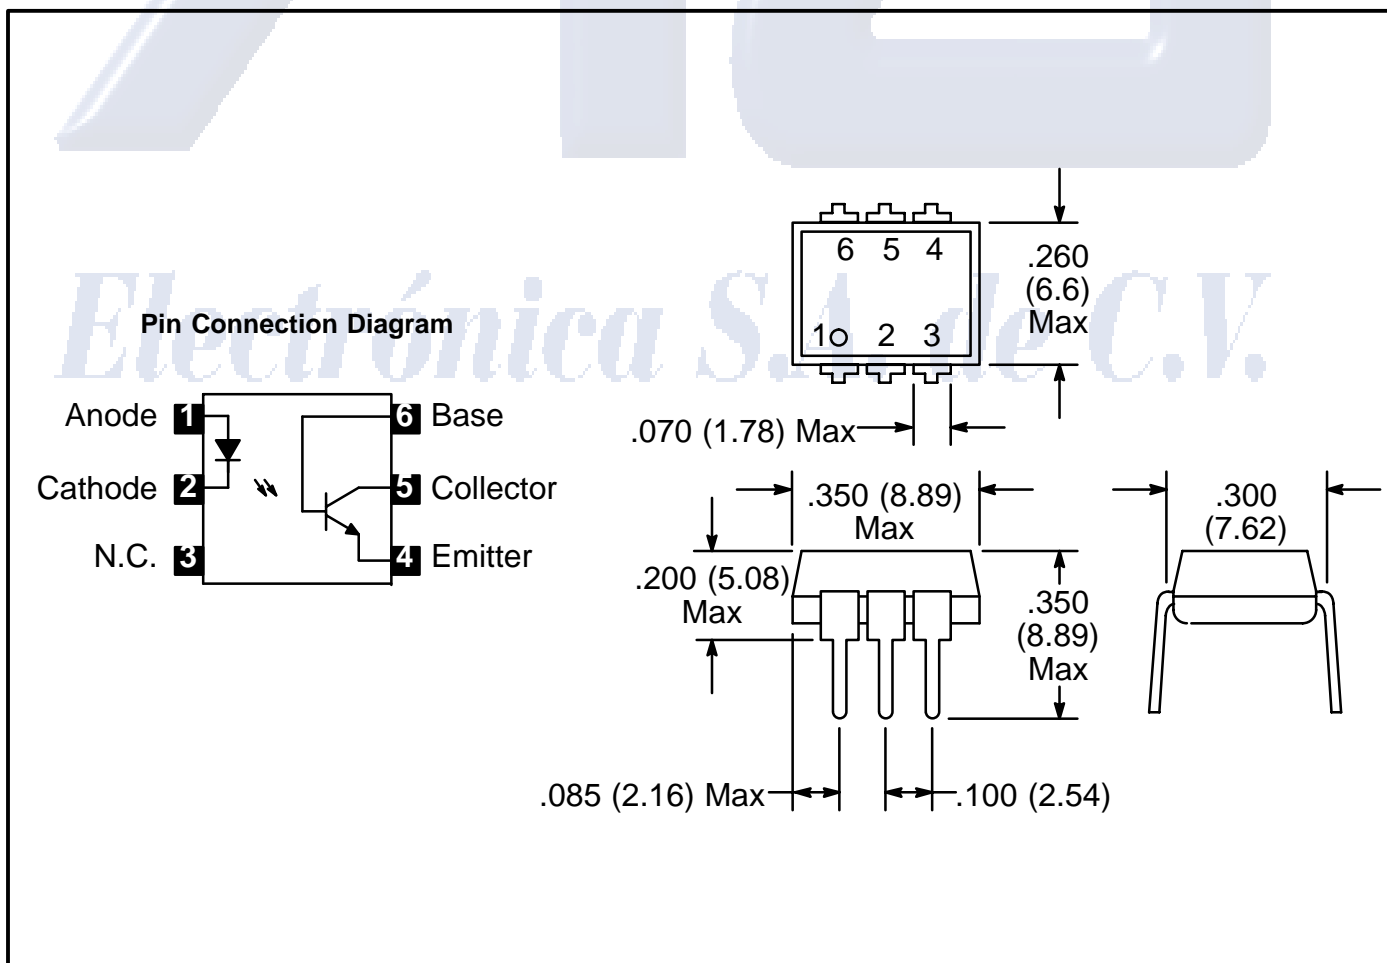 Electrónica S.A. de C.V.
Pin Connection Diagram
Anode 1
Cathode 2
N.C. 3
6 Base
5 Collector
4 Emitter
6 5 4
1 2 3
.260
(6.6)
Max
.070 (1.78) Max
.350 (8.89)
Max
.300
(7.62)
.200 (5.08)
Max
.350
(8.89)
Max
.085 (2.16) Max
.100 (2.54)